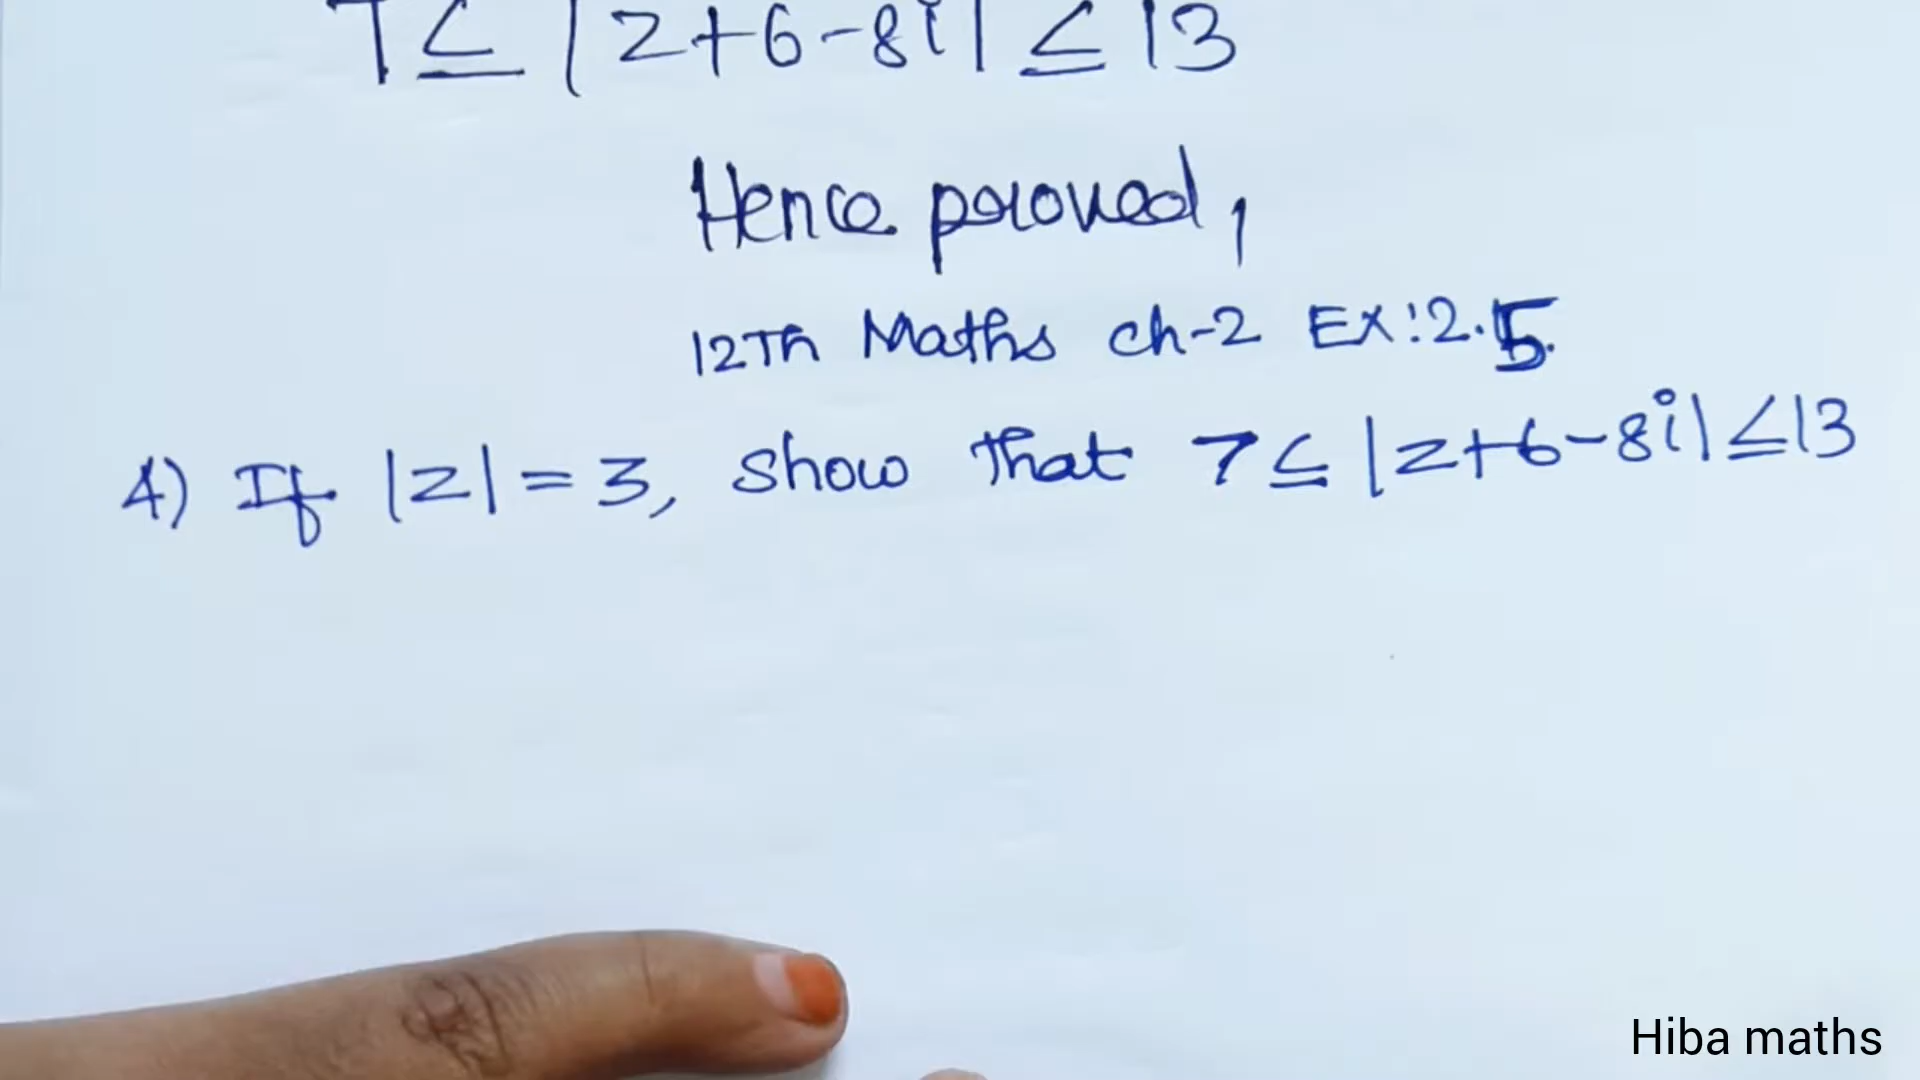 7 ≤ |z+6-8i| ≤ 13
Hence proved,
12Th Maths ch-2 EX:2.5.
4) If |z| = 3, show that 7 ≤ |z+6-8i| ≤ 13
Hiba maths